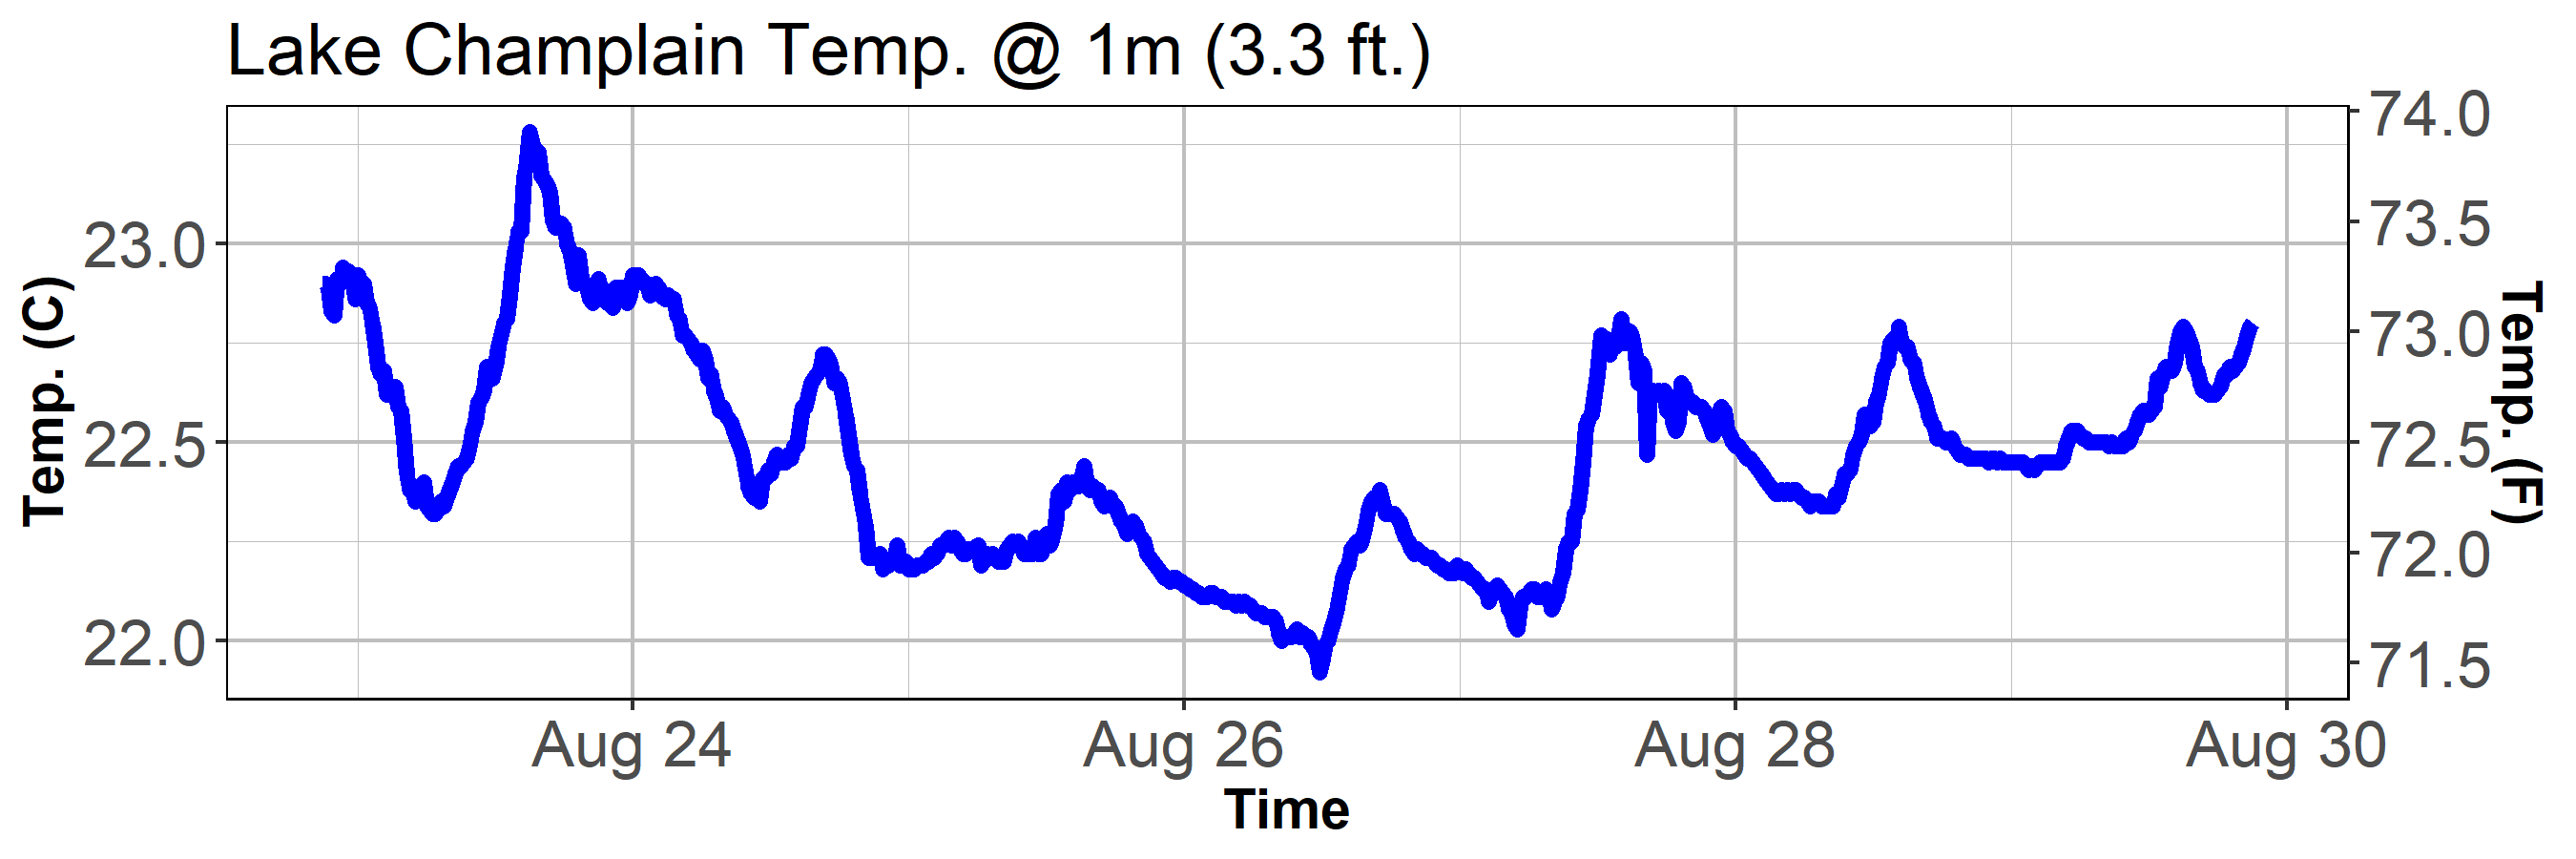 Lake Champlain Temp. @ 1m (3.3 ft.)
Temp. (C)
23.0
22.5
22.0
74.0
73.5
73.0
72.5
72.0
71.5
Temp. (F)
Aug 24 Aug 26 Aug 28 Aug 30
Time